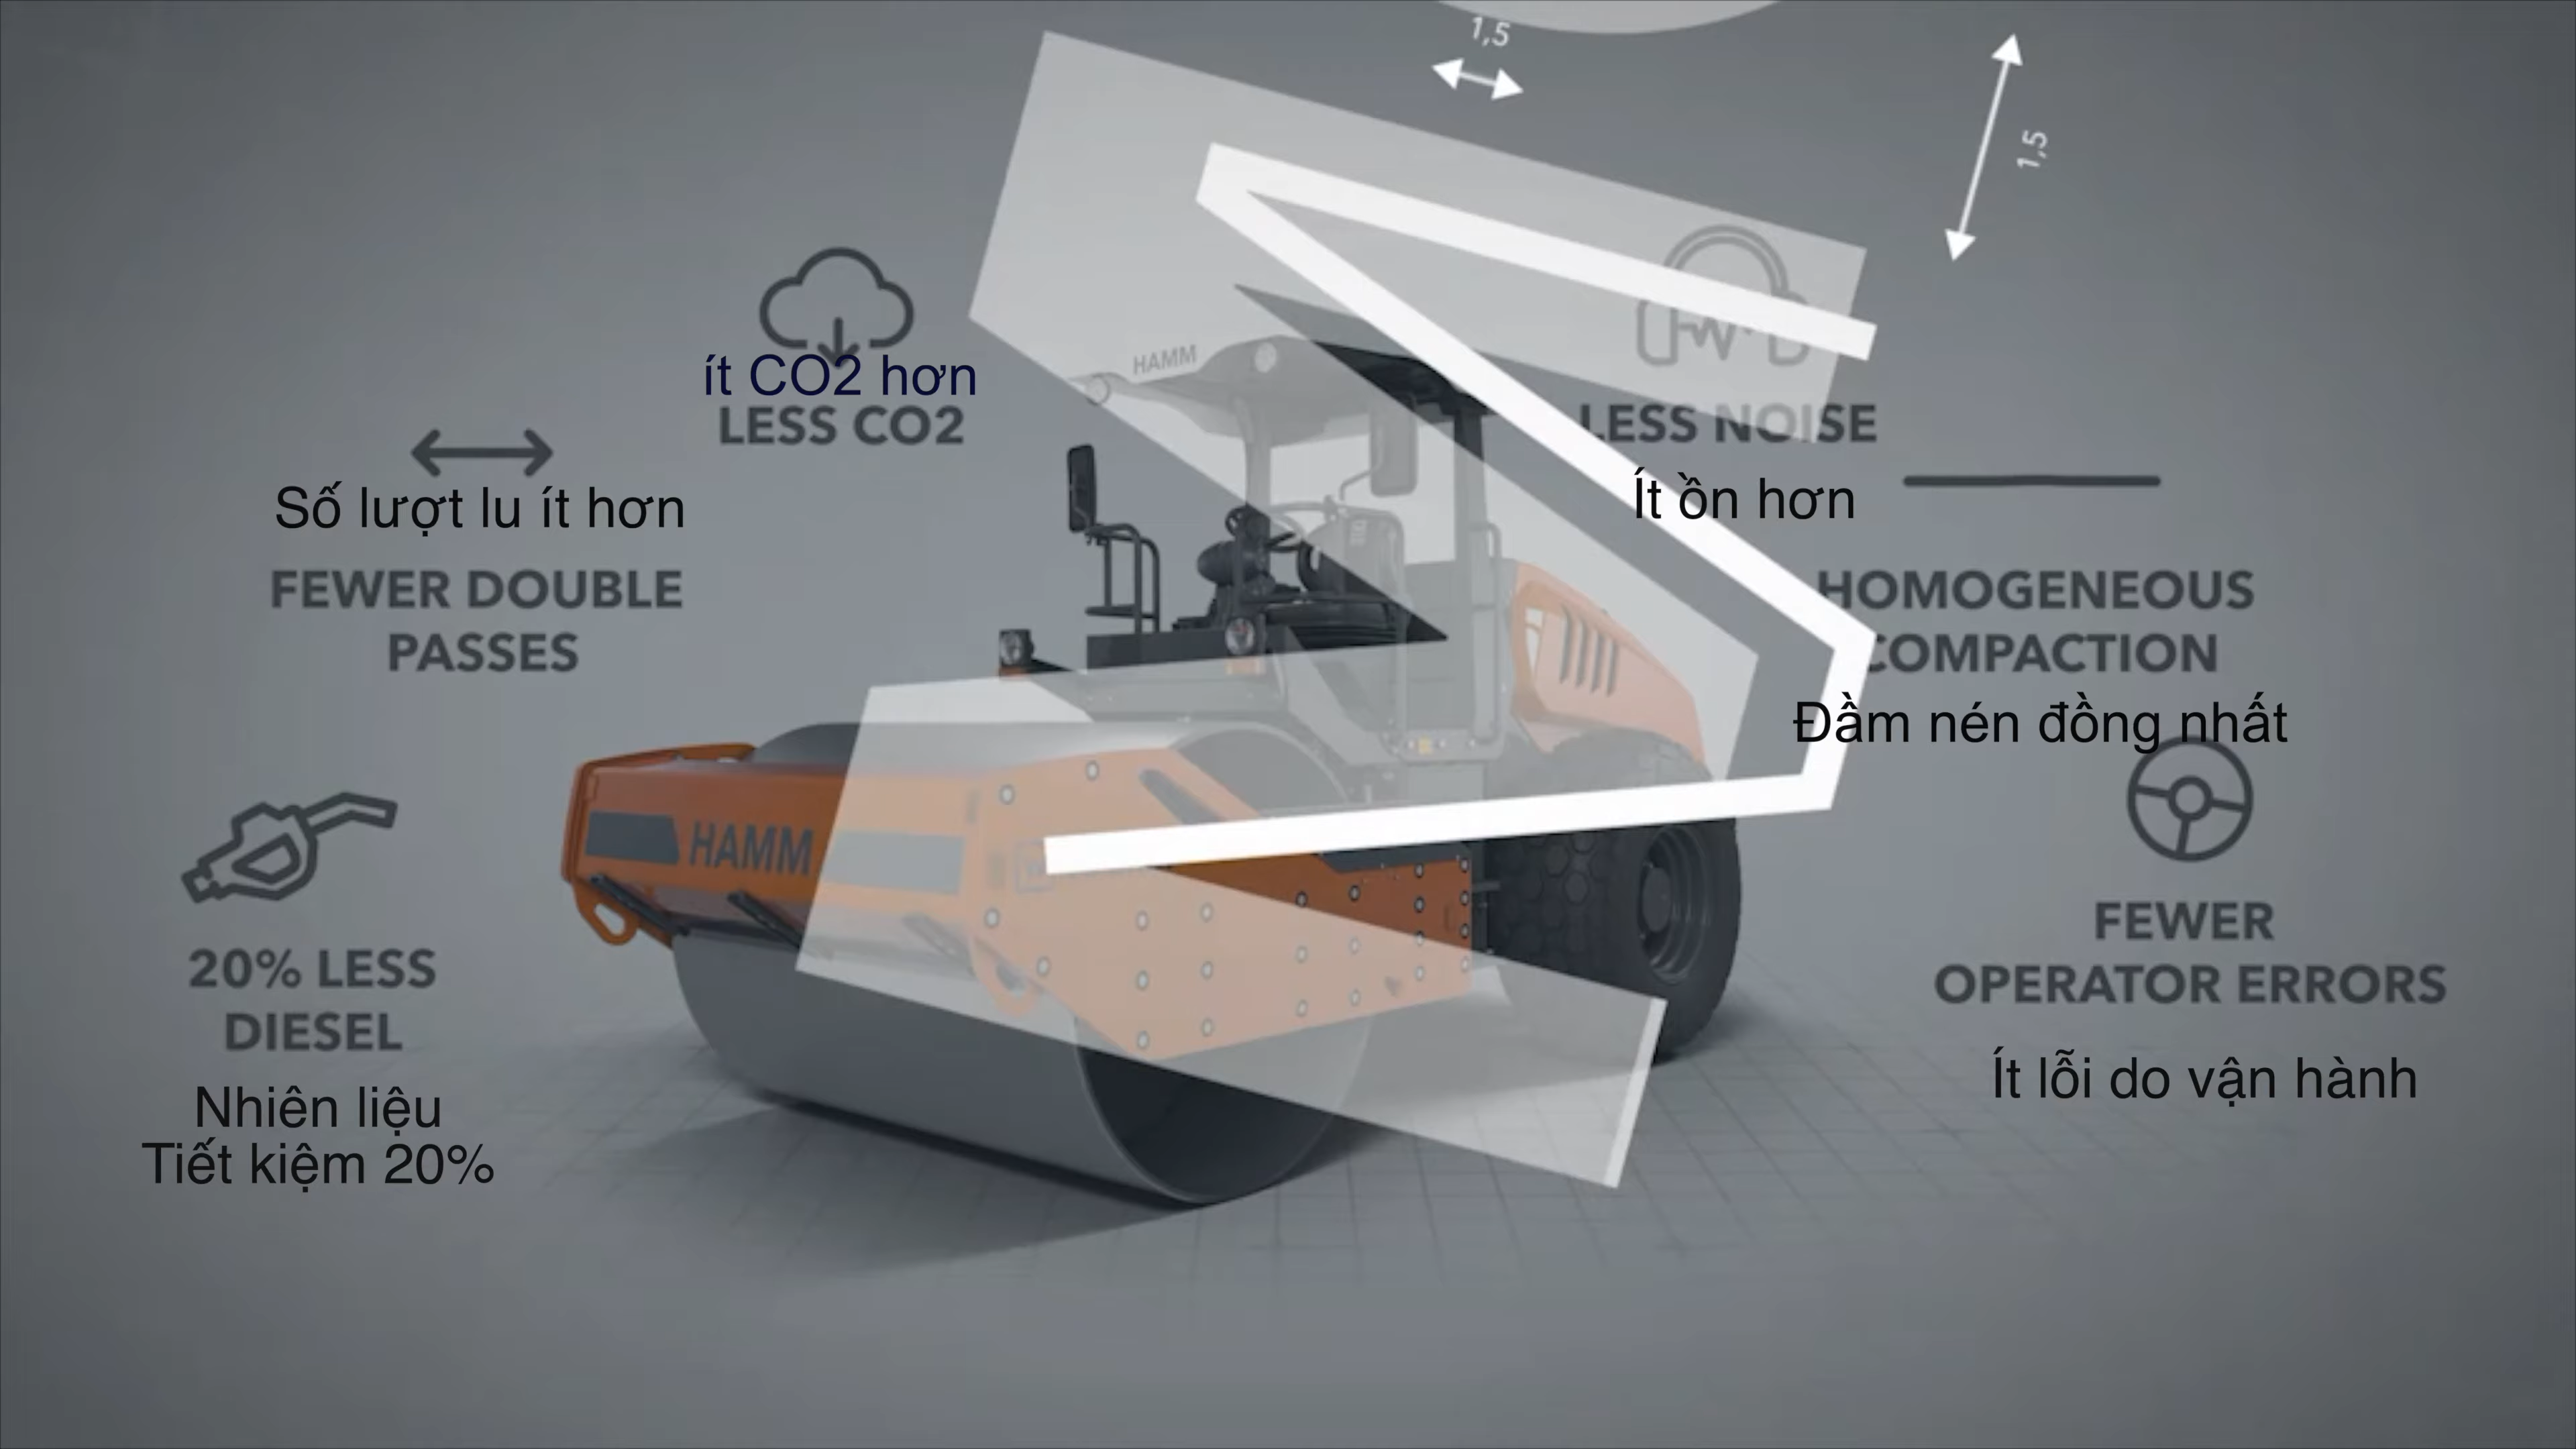 1,5
1,5
HAMM
ít CO2 hơn
LESS CO2
LESS NOISE
Ít ồn hơn
Số lượt lu ít hơn
FEWER DOUBLE
PASSES
HOMOGENEOUS
COMPACTION
Đầm nén đồng nhất
HAMM
20% LESS
DIESEL
Nhiên liệu
Tiết kiệm 20%
FEWER
OPERATOR ERRORS
Ít lỗi do vận hành